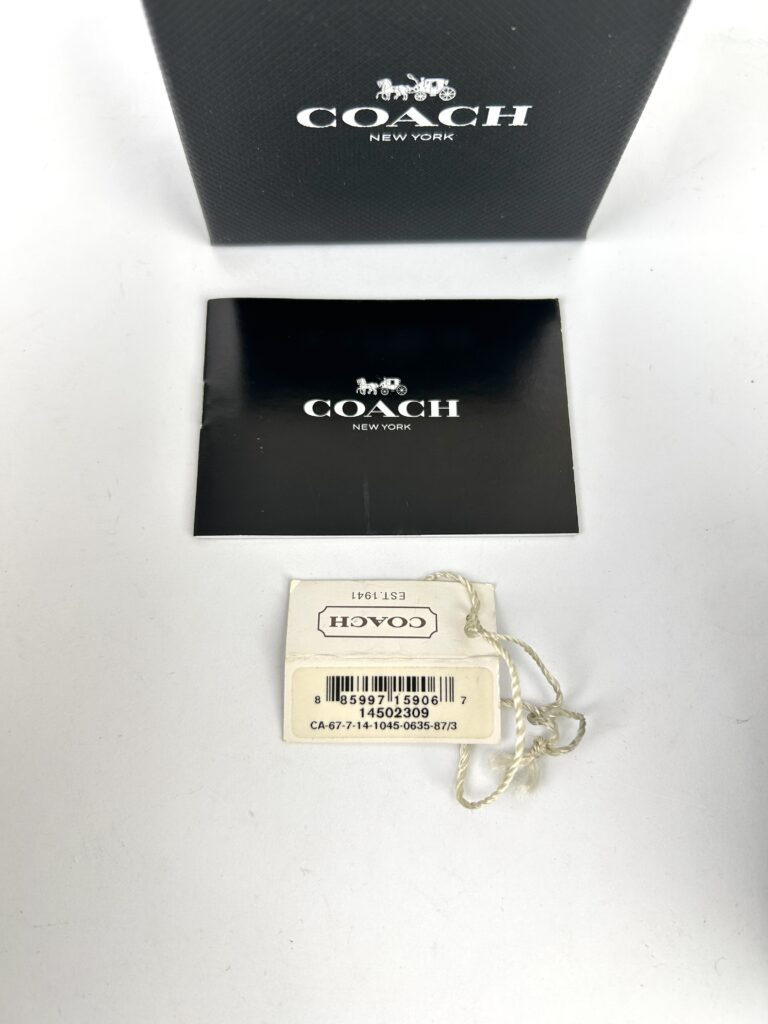 COACH
NEW YORK
COACH
NEW YORK
EST.1941
COACH
8 85997 15906 7
14502309
CA-67-7-14-1045-0635-87/3